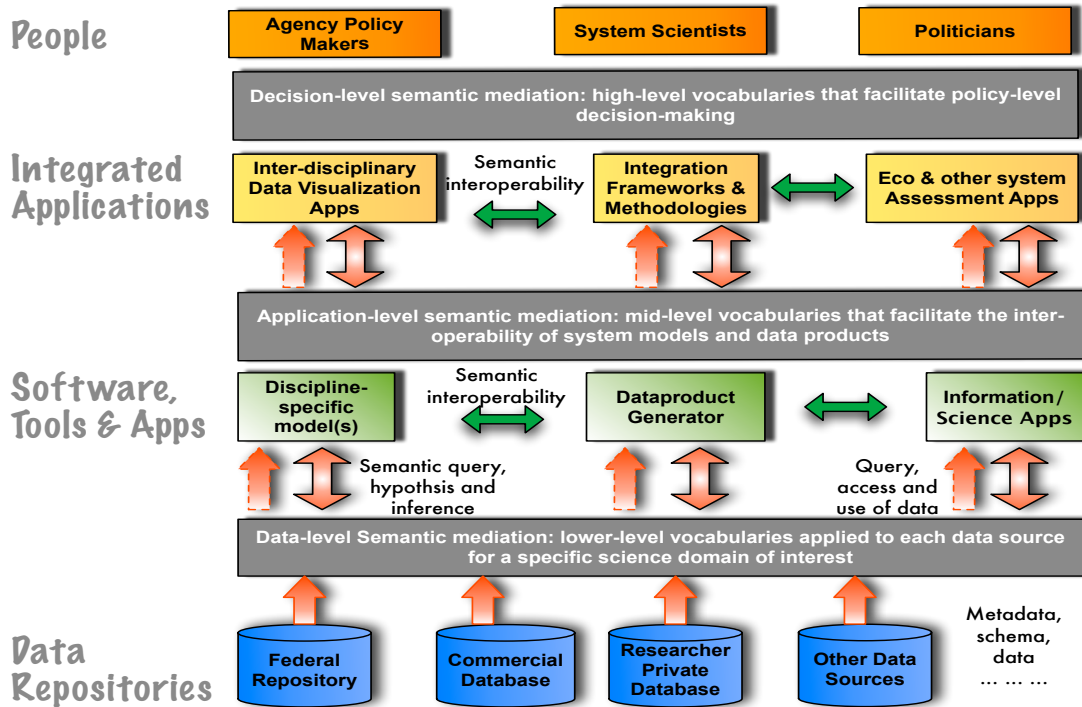 People
Agency Policy
Makers
System Scientists
Politicians
Decision-level semantic mediation: high-level vocabularies that facilitate policy-level
decision-making
Integrated
Applications
Inter-disciplinary
Data Visualization
Apps
Semantic
interoperability
Integration
Frameworks &
Methodologies
Eco & other system
Assessment Apps
Application-level semantic mediation: mid-level vocabularies that facilitate the inter-
operability of system models and data products
Software,
Tools & Apps
Discipline-
specific
model(s)
Semantic
interoperability
Dataproduct
Generator
Information/
Science Apps
Semantic query,
hypothsis and
inference
Query,
access and
use of data
Data-level Semantic mediation: lower-level vocabularies applied to each data source
for a specific science domain of interest
Data
Repositories
Federal
Repository
Commercial
Database
Researcher
Private
Database
Other Data
Sources
Metadata,
schema,
data
... ... ...